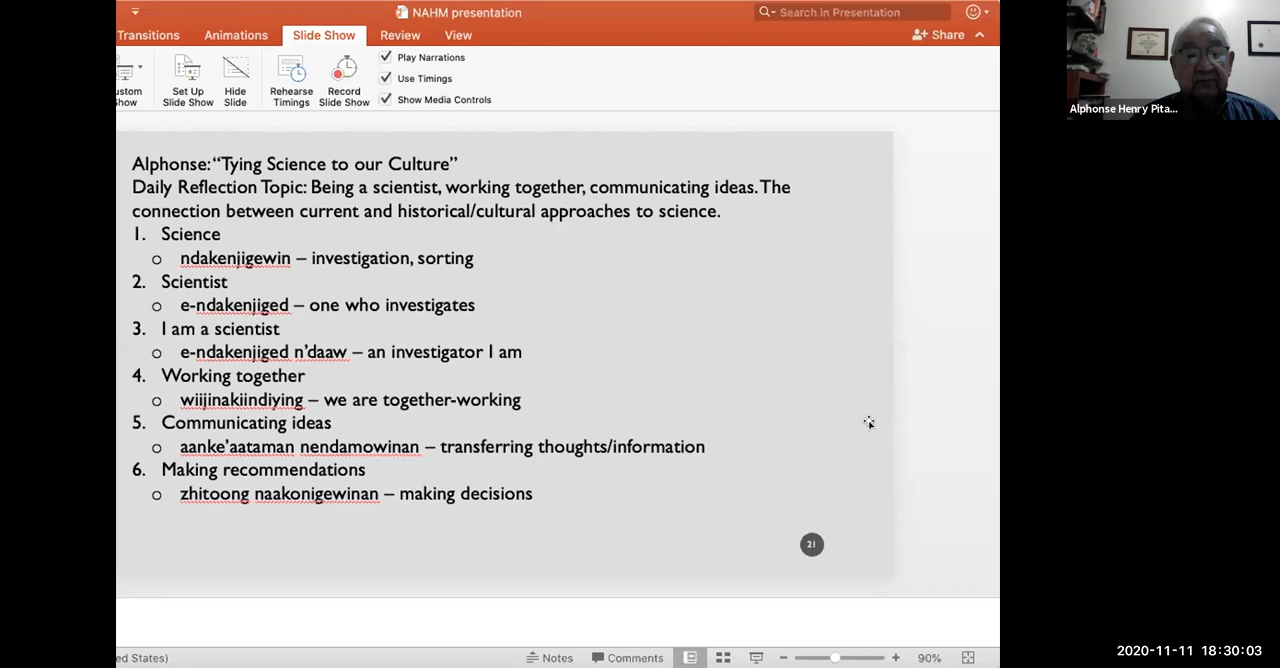 NAHM presentation
Search in Presentation
Transitions Animations Slide Show Review View Share
Play Narrations
Use Timings
Show Media Controls
ustom Set Up Hide Rehearse Record
Show Slide Show Slide Timings Slide Show
Alphonse: “Tying Science to our Culture”
Daily Reflection Topic: Being a scientist, working together, communicating ideas. The
connection between current and historical/cultural approaches to science.
1. Science
o ndakenjigewin – investigation, sorting
2. Scientist
o e-ndakenjiged – one who investigates
3. I am a scientist
o e-ndakenjiged n’daaw – an investigator I am
4. Working together
o wiijinakiindiying – we are together-working
5. Communicating ideas
o aanke’aataman nendamowinan – transferring thoughts/information
6. Making recommendations
o zhitoong naakonigewinan – making decisions
21
ed States) Notes Comments 90%
Alphonse Henry Pita...
2020-11-11 18:30:03